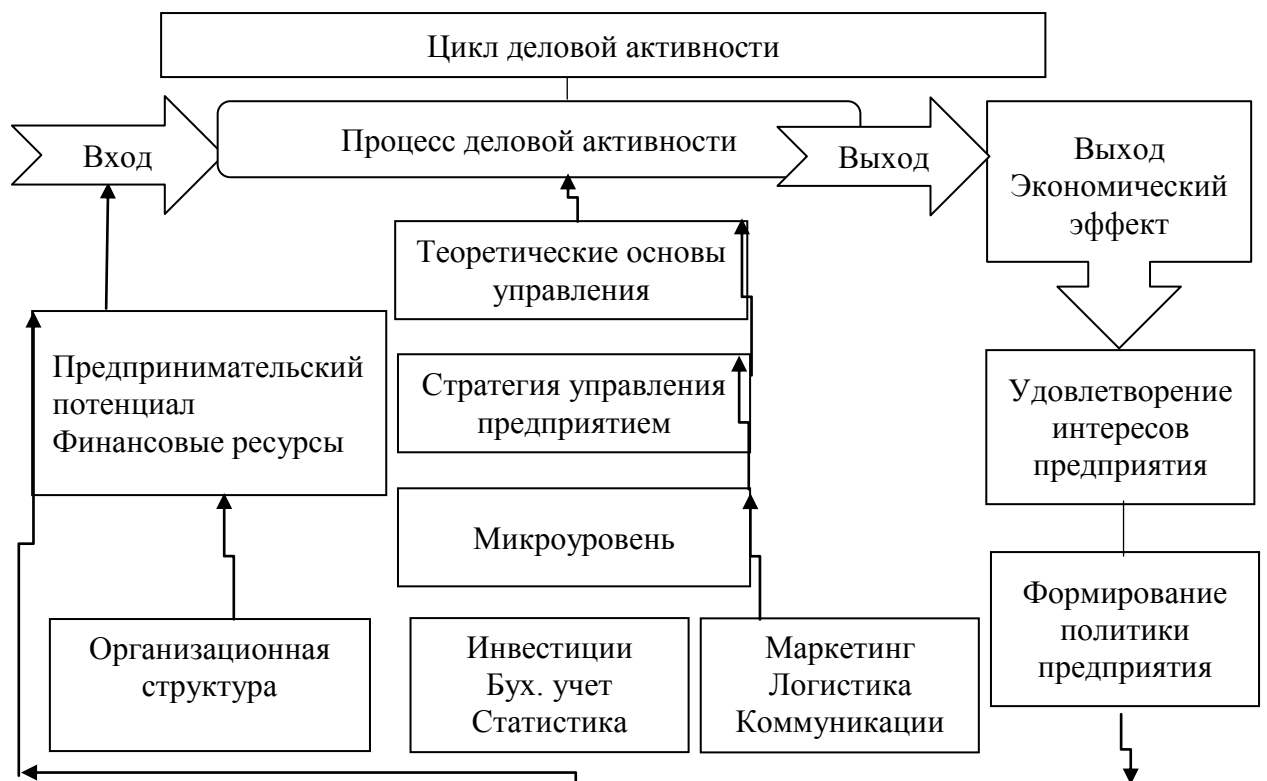 Цикл деловой активности
Вход
Процесс деловой активности
Выход
Выход
Экономический
эффект
Теоретические основы
управления
Предпринимательский
потенциал
Финансовые ресурсы
Стратегия управления
предприятием
Удовлетворение
интересов
предприятия
Микроуровень
Формирование
политики
предприятия
Организационная
структура
Инвестиции
Бух. учет
Статистика
Маркетинг
Логистика
Коммуникации